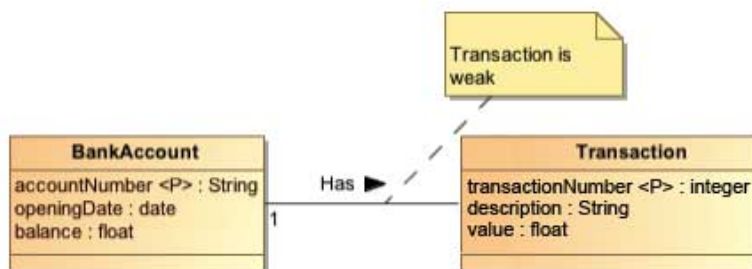 Transaction is
weak
BankAccount
accountNumber <P> : String
openingDate : date
balance : float
Has
1
Transaction
transactionNumber <P> : integer
description : String
value : float